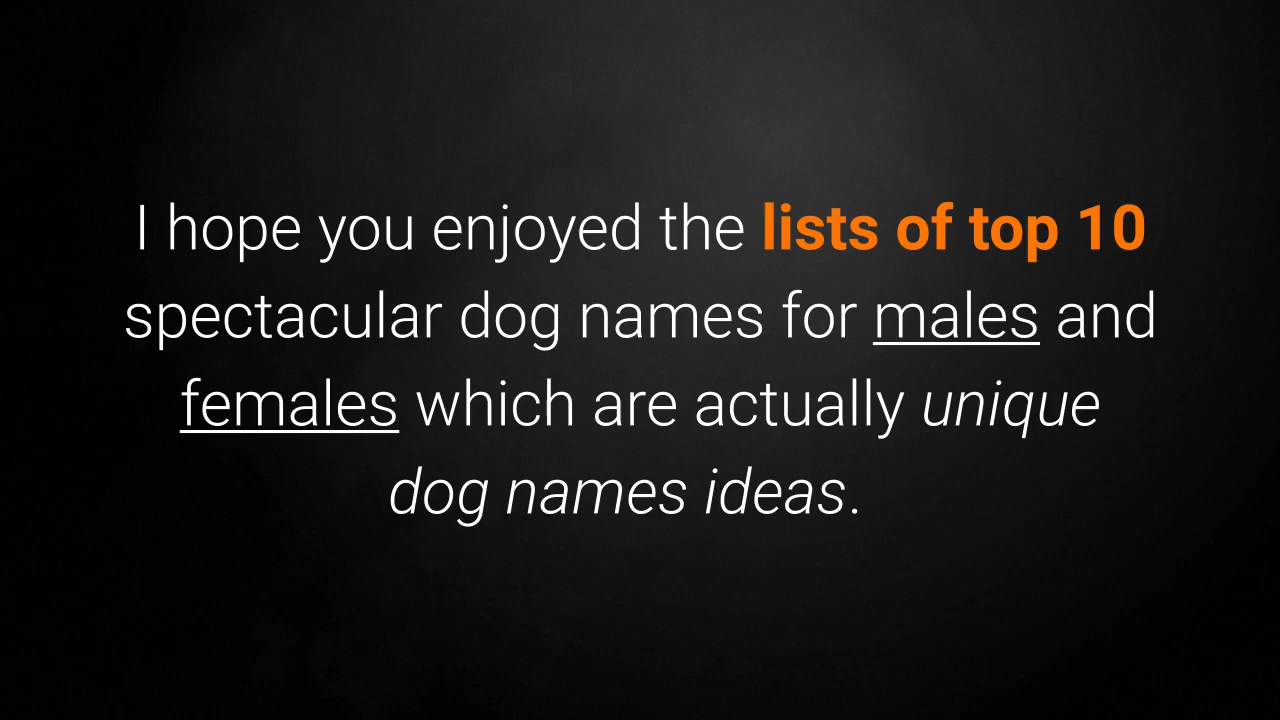 I hope you enjoyed the lists of top 10
spectacular dog names for males and
females which are actually unique
dog names ideas.